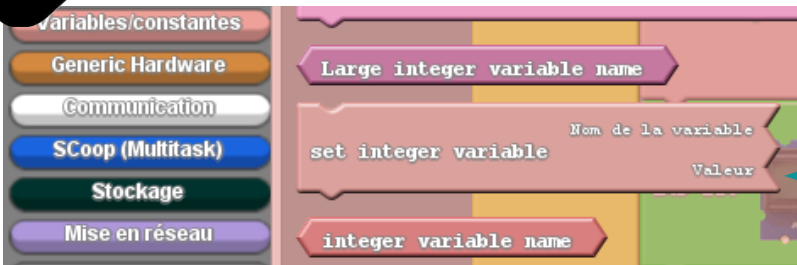 Variables/constantes
Generic Hardware
Communication
SCoop (Multitask)
Stockage
Mise en réseau
Large integer variable name
set integer variable
Nom de la variable
Valeur
integer variable name